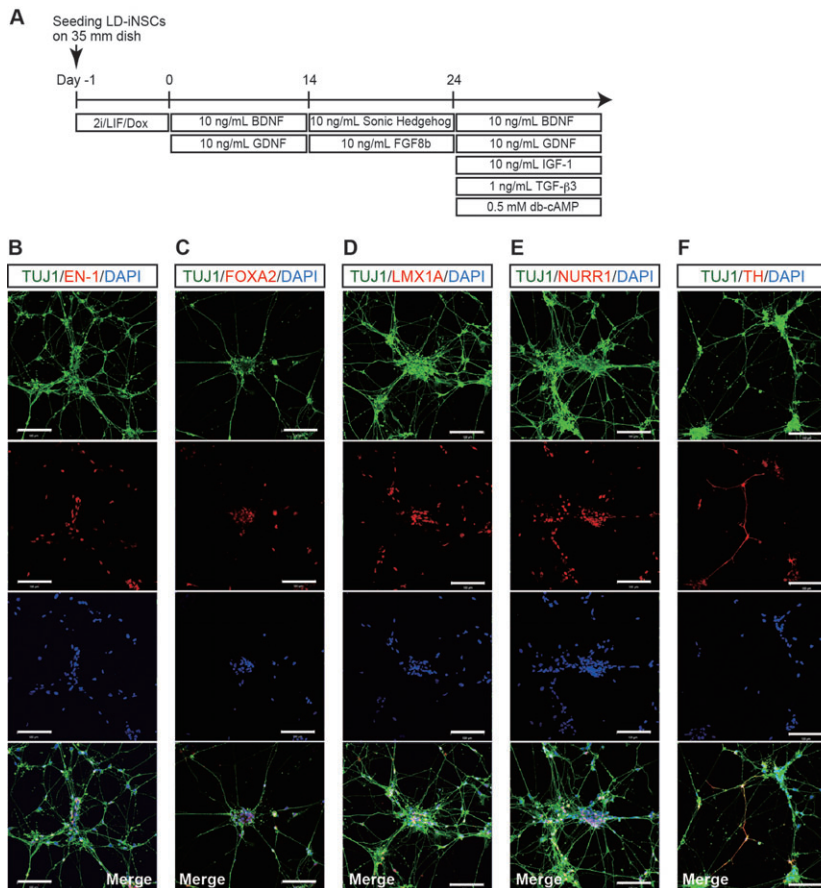 A
Seeding LD-iNSCs
on 35 mm dish
Day -1 0 14 24
2i/LIF/Dox 10 ng/mL BDNF 10 ng/mL Sonic Hedgehog 10 ng/mL BDNF
10 ng/mL GDNF 10 ng/mL FGF8b 10 ng/mL GDNF
10 ng/mL IGF-1
1 ng/mL TGF-β3
0.5 mM db-cAMP
B C D E F
TUJ1/EN-1/DAPI TUJ1/FOXA2/DAPI TUJ1/LMX1A/DAPI TUJ1/NURR1/DAPI TUJ1/TH/DAPI
Merge Merge Merge Merge Merge